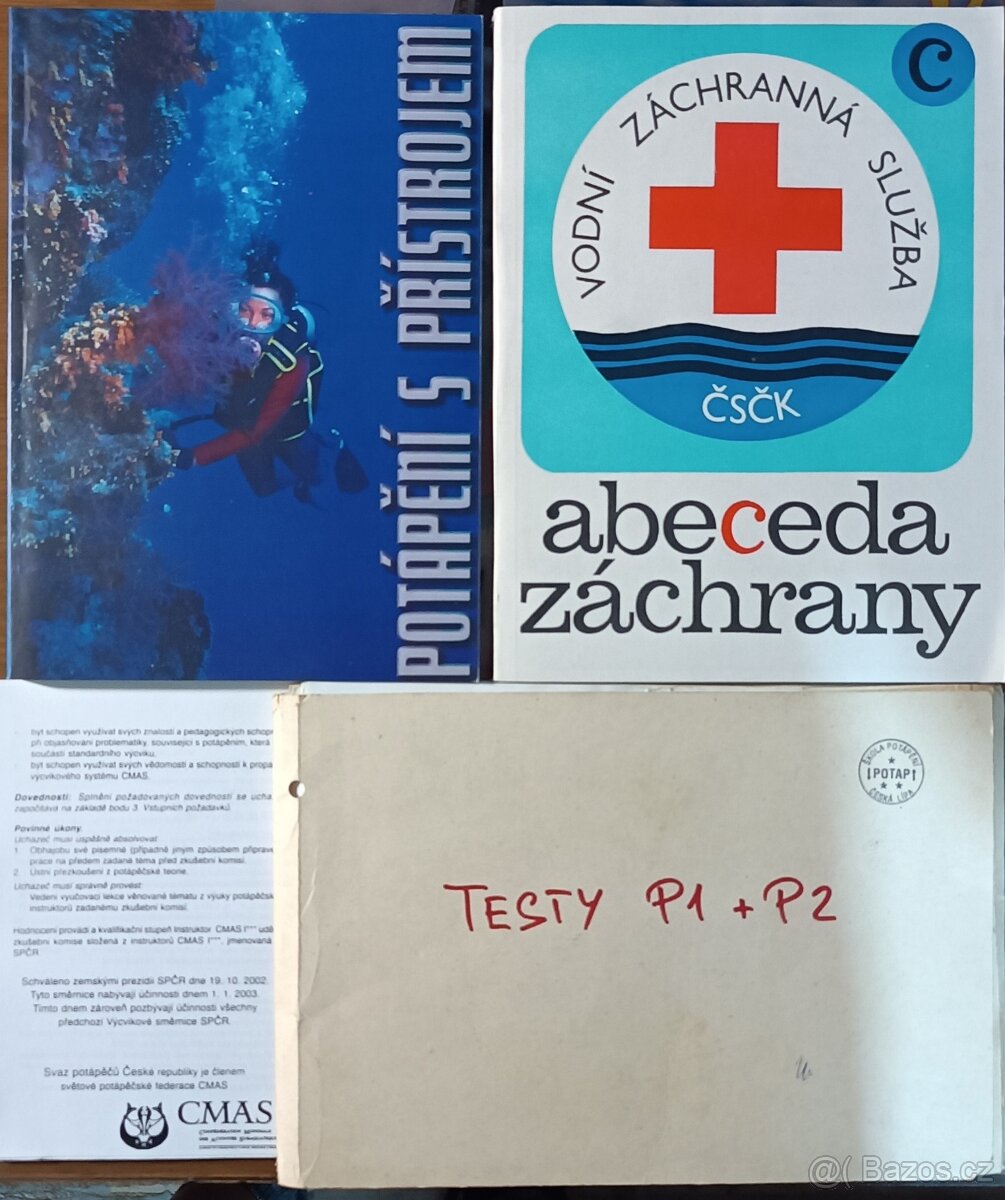 POTÁPĚNÍ S PŘÍSTROJEM
C
VODNÍ ZÁCHRANNÁ SLUŽBA
ČSČK
abeceda
záchrany
být schopen využívat svých znalostí a pedagogických schopn
při objasňování problematiky, související s potápěním, která
součástí standardního výcviku,
být schopen využívat svých vědomostí a schopností k propa
výcvikového systému CMAS.
Dovednosti: Splnění požadovaných dovedností se ucha
započítává na základě bodu 3. Vstupních požadavků.
Povinné úkony:
Uchazeč musí úspěšně absolvovat:
1. Obhajobu své písemné (případně jiným způsobem připrave
práce na předem zadané téma před zkušební komisí.
2. Ústní přezkoušení z potápěčské teorie.
Uchazeč musí správně provést:
Vedení vyučovací lekce věnované tématu z výuky potápěčsk
instruktorů zadanému zkušební komisí.
Hodnocení provádí a kvalifikační stupeň Instruktor CMAS I*** uděl
zkušební komise složená z instruktorů CMAS I***, jmenovaná
SPČR.
Schváleno zemským prezidiem SPČR dne 19. 10. 2002.
Tyto směrnice nabývají účinnosti dnem 1. 1. 2003.
Tímto dnem zároveň pozbývají účinnosti všechny
předchozí Výcvikové směrnice SPČR.
Svaz potápěčů České republiky je členem
světové potápěčské federace CMAS
CMAS
ŠKOLA POTÁPĚNÍ
POTAP
ČESKÁ LÍPA
TESTY P1 + P2
@( Bazos.cz